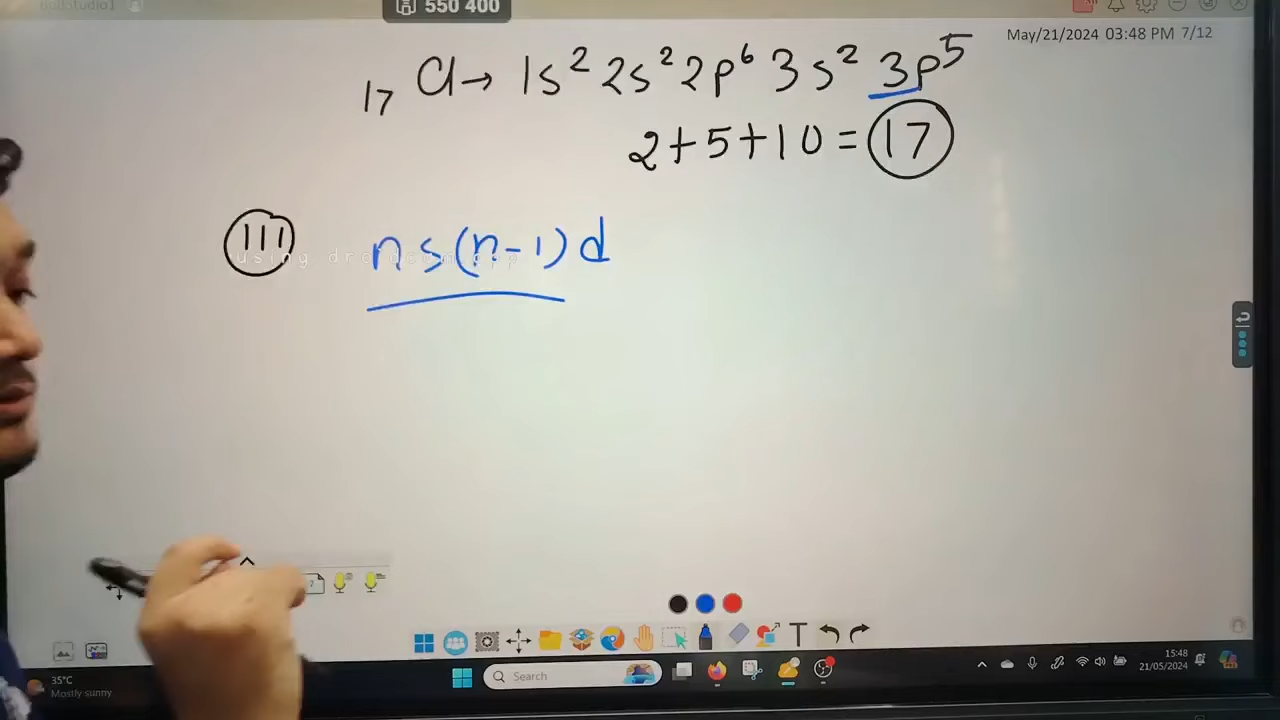 550 400
May/21/2024 03:48 PM 7/12
17 Cl → 1s² 2s² 2p⁶ 3s² 3p⁵
2+5+10 = 17
III ns(n-1)d
T
35°C
Mostly sunny
Search
15:48
21/05/2024